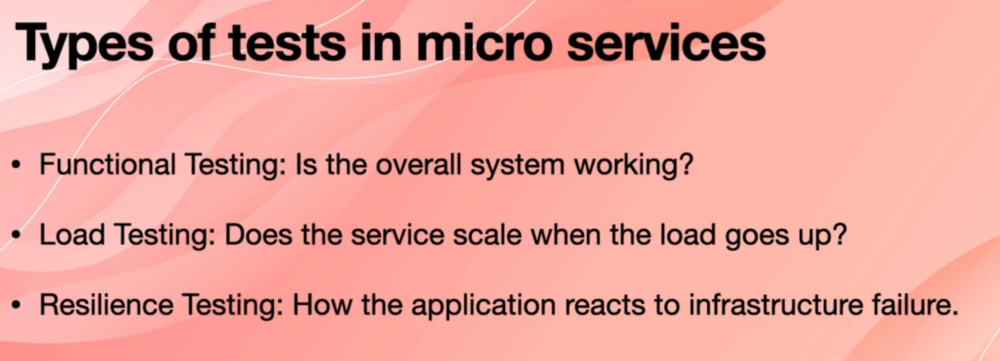 Types of tests in micro services
• Functional Testing: Is the overall system working?
• Load Testing: Does the service scale when the load goes up?
• Resilience Testing: How the application reacts to infrastructure failure.